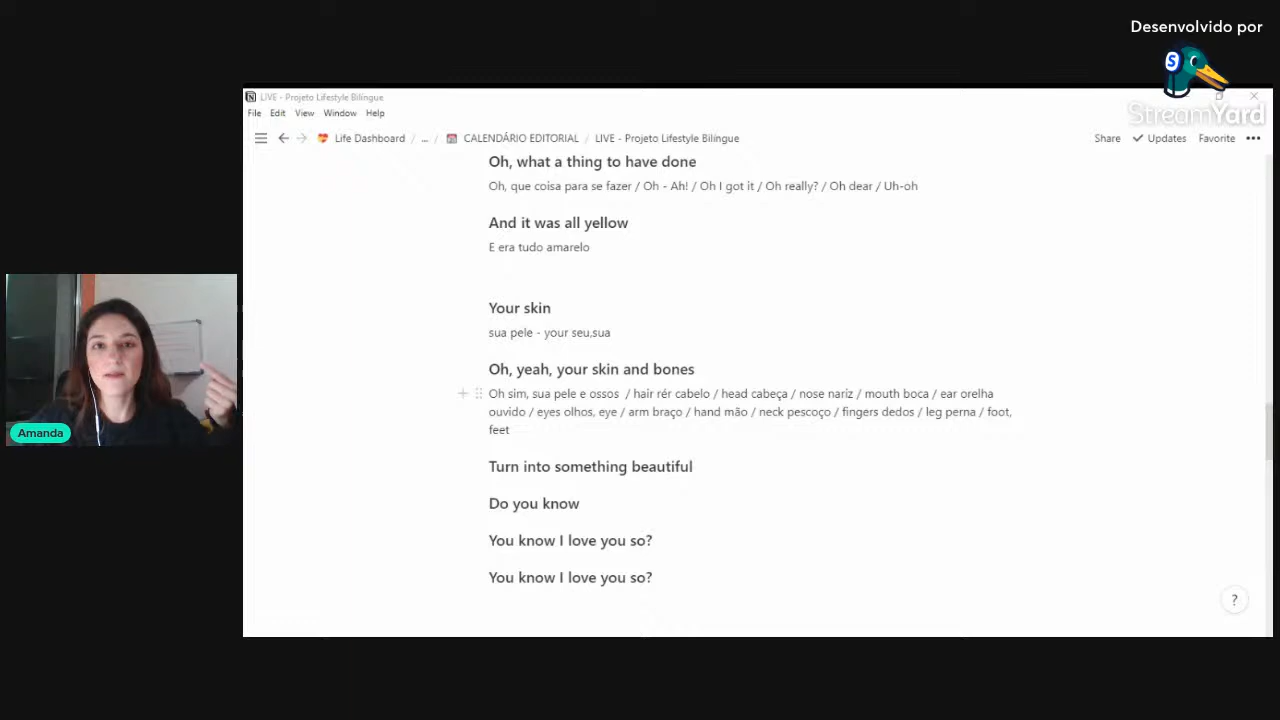 Desenvolvido por
S
StreamYard
LIVE - Projeto Lifestyle Bilíngue
File Edit View Window Help
Life Dashboard / ... / CALENDÁRIO EDITORIAL / LIVE - Projeto Lifestyle Bilíngue
Share Updates Favorite •••
Oh, what a thing to have done
Oh, que coisa para se fazer / Oh - Ah! / Oh I got it / Oh really? / Oh dear / Uh-oh
And it was all yellow
E era tudo amarelo
Your skin
sua pele - your seu,sua
Oh, yeah, your skin and bones
Oh sim, sua pele e ossos / hair rér cabelo / head cabeça / nose nariz / mouth boca / ear orelha
ouvido / eyes olhos, eye / arm braço / hand mão / neck pescoço / fingers dedos / leg perna / foot,
feet
Turn into something beautiful
Do you know
You know I love you so?
You know I love you so?
?
Amanda